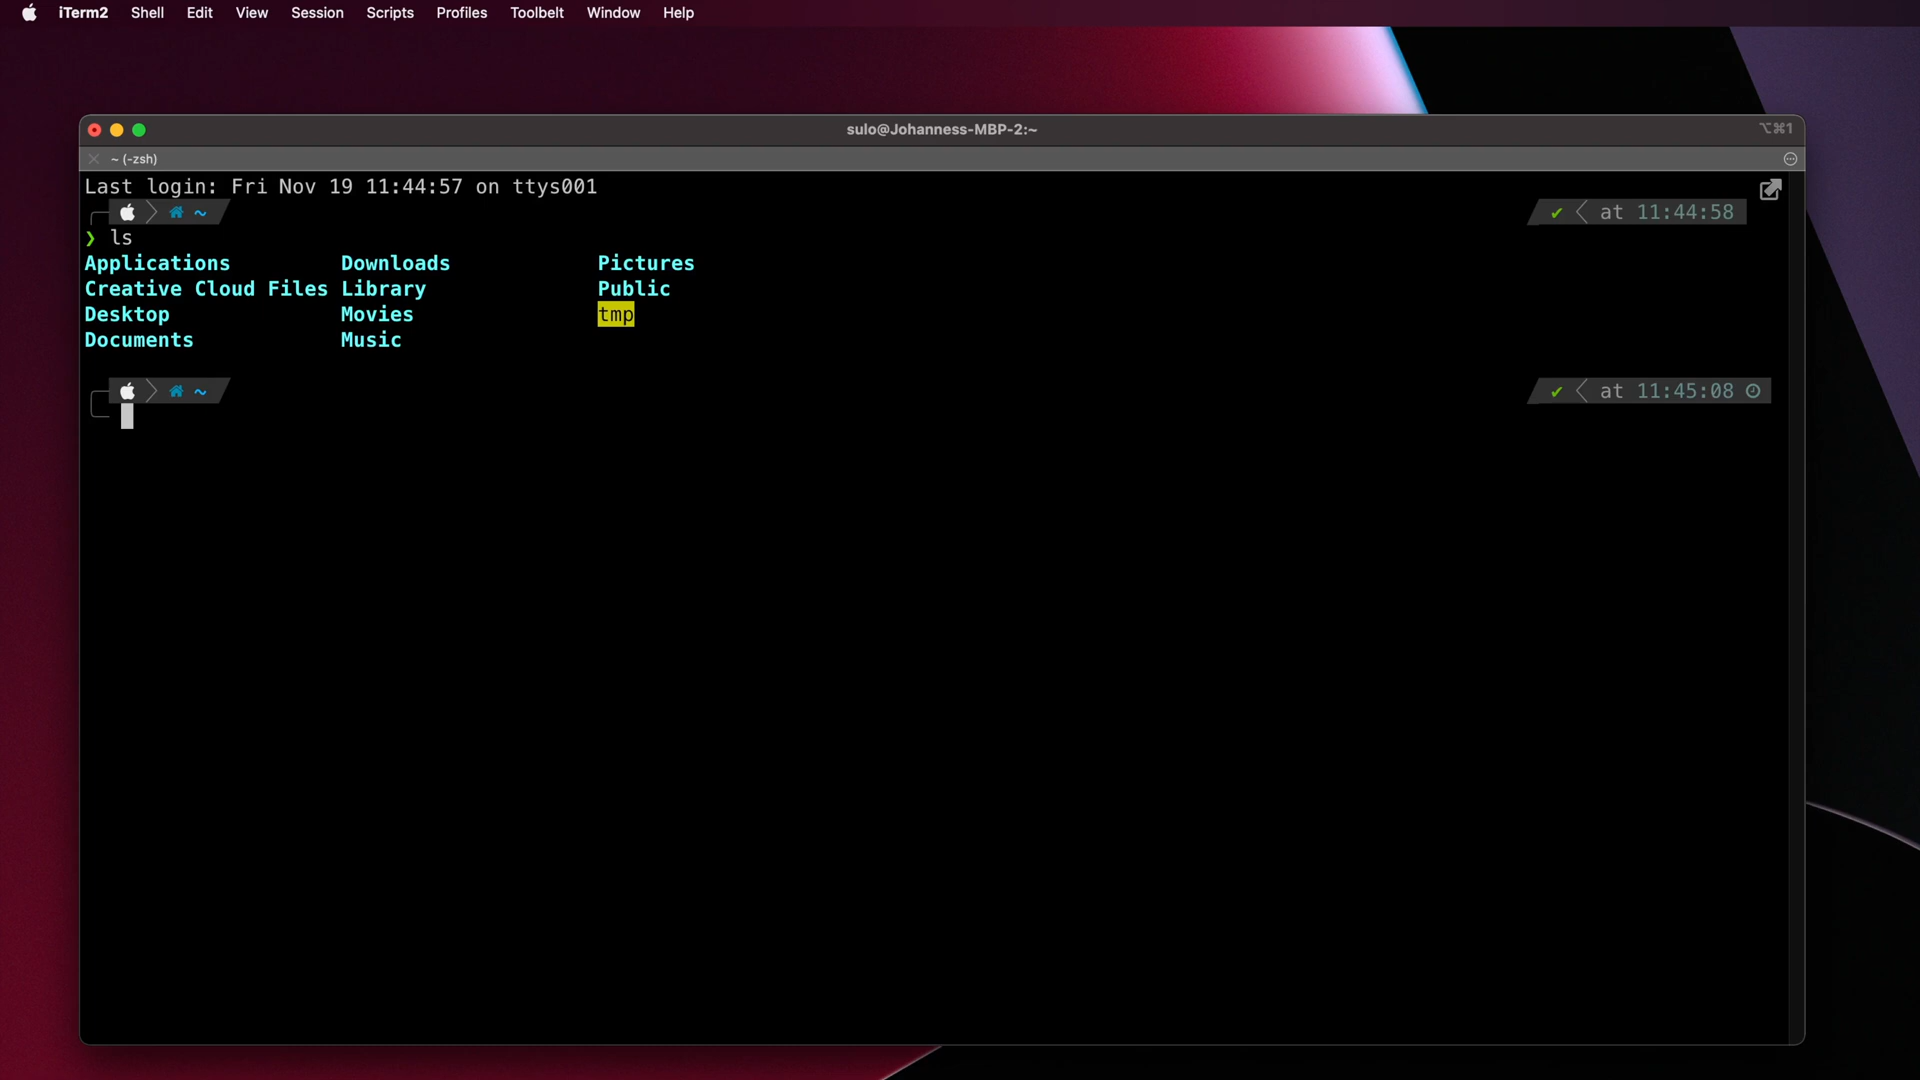 iTerm2 Shell Edit View Session Scripts Profiles Toolbelt Window Help
sulo@Johanness-MBP-2:~ ⌥⌘1
~ (-zsh)
Last login: Fri Nov 19 11:44:57 on ttys001
~ ✔ at 11:44:58
❯ ls
Applications Downloads Pictures
Creative Cloud Files Library Public
Desktop Movies tmp
Documents Music
~ ✔ at 11:45:08